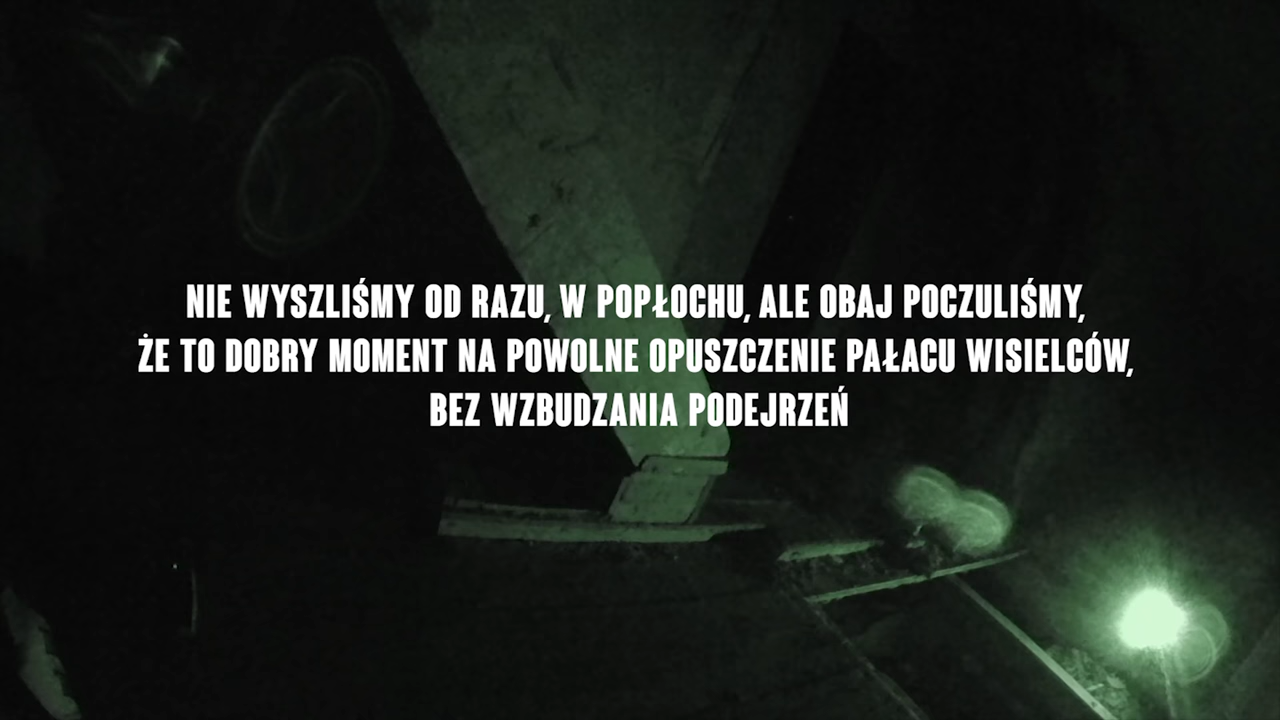 NIE WYSZLIŚMY OD RAZU, W POPŁOCHU, ALE OBAJ POCZULIŚMY,
ŻE TO DOBRY MOMENT NA POWOLNE OPUSZCZENIE PAŁACU WISIELCÓW,
BEZ WZBUDZANIA PODEJRZEŃ